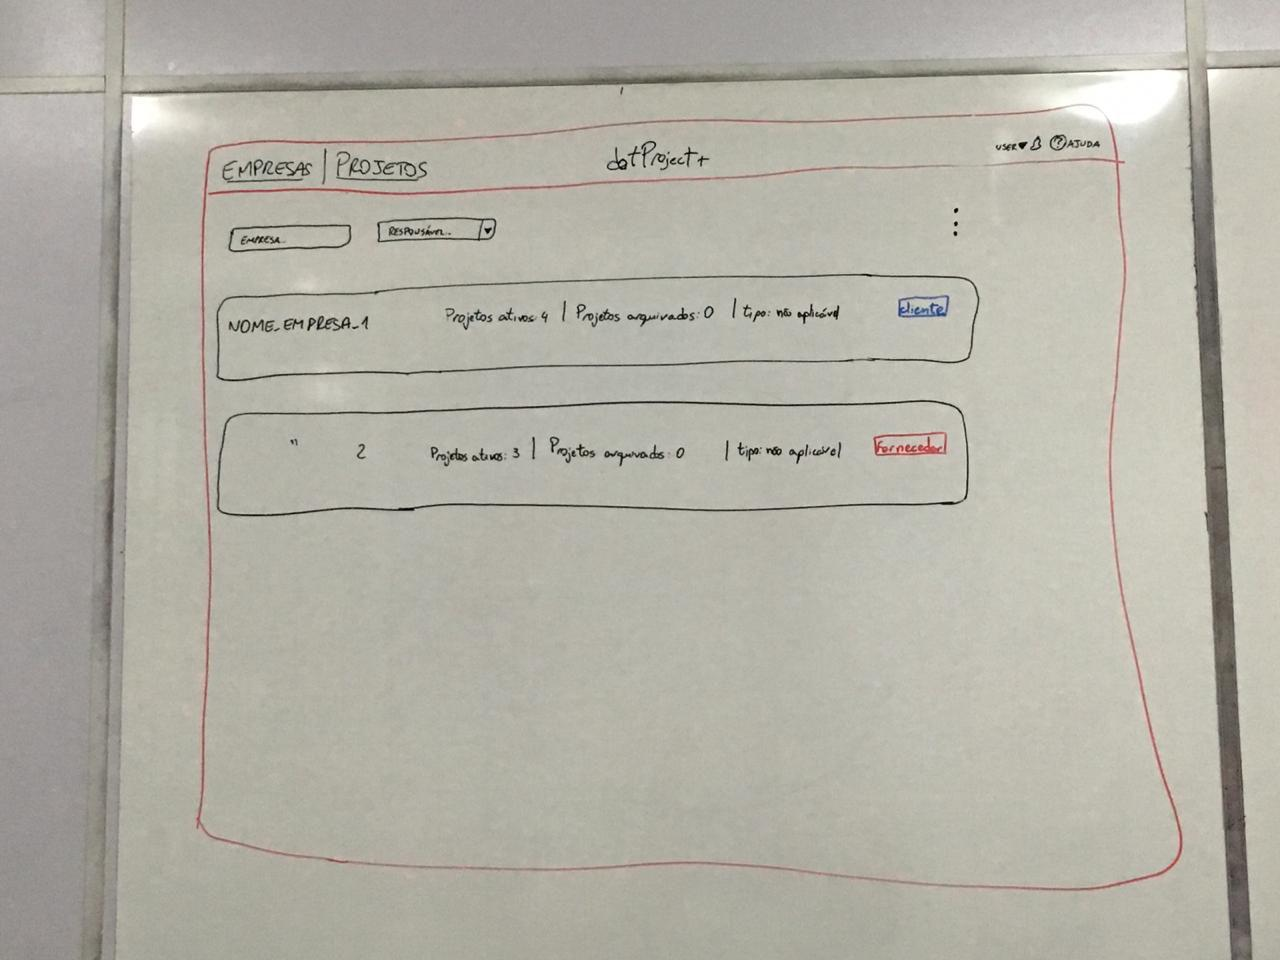 EMPRESAS | PROJETOS dotProject+ USER▼ ? AJUDA
EMPRESA.. RESPONSÁVEL.. ▼
NOME_EMPRESA_1 Projetos ativos: 4 | Projetos arquivados: 0 | tipo: não aplicável cliente
" 2 Projetos ativos: 3 | Projetos arquivados: 0 | tipo: não aplicável fornecedor